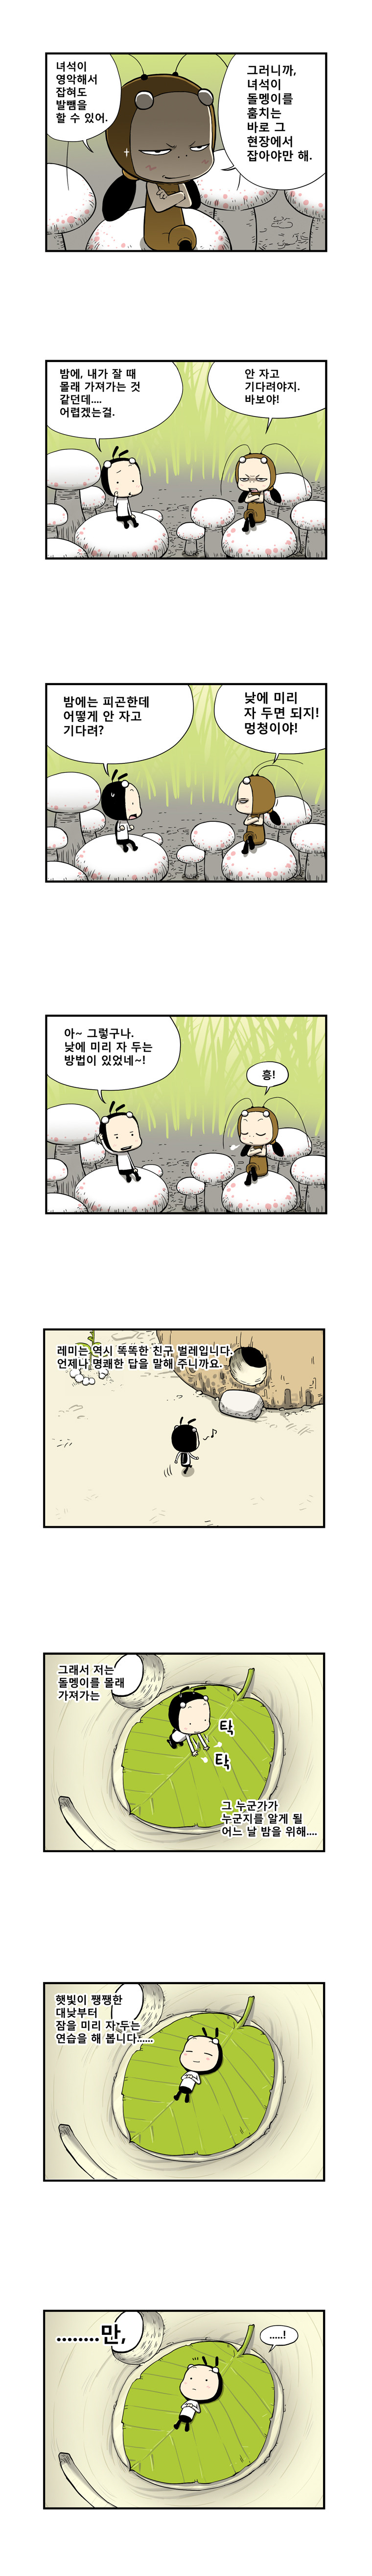 녀석이
영악해서
잡혀도
발뺌을
할 수 있어.
그러니까,
녀석이
돌멩이를
훔치는
바로 그
현장에서
잡아야만 해.
밤에, 내가 잘 때
몰래 가져가는 것
같던데....
어렵겠는걸.
안 자고
기다려야지.
바보야!
밤에는 피곤한데
어떻게 안 자고
기다려?
낮에 미리
자 두면 되지!
멍청이야!
아~ 그렇구나.
낮에 미리 자 두는
방법이 있었네~!
흥!
레미는 역시 똑똑한 친구 벌레입니다.
언제나 명쾌한 답을 말해 주니까요.
그래서 저는
돌멩이를 몰래
가져가는
탁
탁
그 누군가가
누군지를 알게 될
어느 날 밤을 위해....
햇빛이 쨍쨍한
대낮부터
잠을 미리 자 두는
연습을 해 봅니다......
........만,
.....!